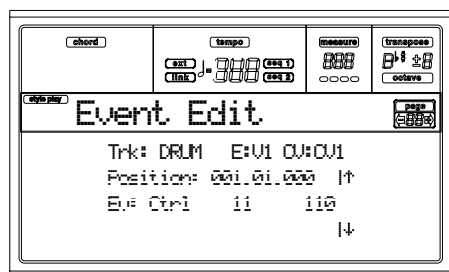 chord tempo measure transpose
ext seq 1
link seq 2
octave
style play
Event Edit
page
Trk: DRUM E:V1 CV:CV1
Position: 001.01.000
Ev: Ctrl 11 110